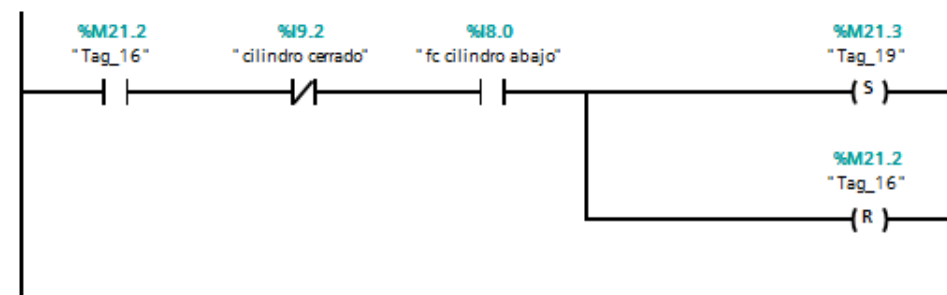 %M21.2 %I9.2 %I8.0 %M21.3
"Tag_16" "cilindro cerrado" "fc cilindro abajo" "Tag_19"
S
%M21.2
"Tag_16"
R